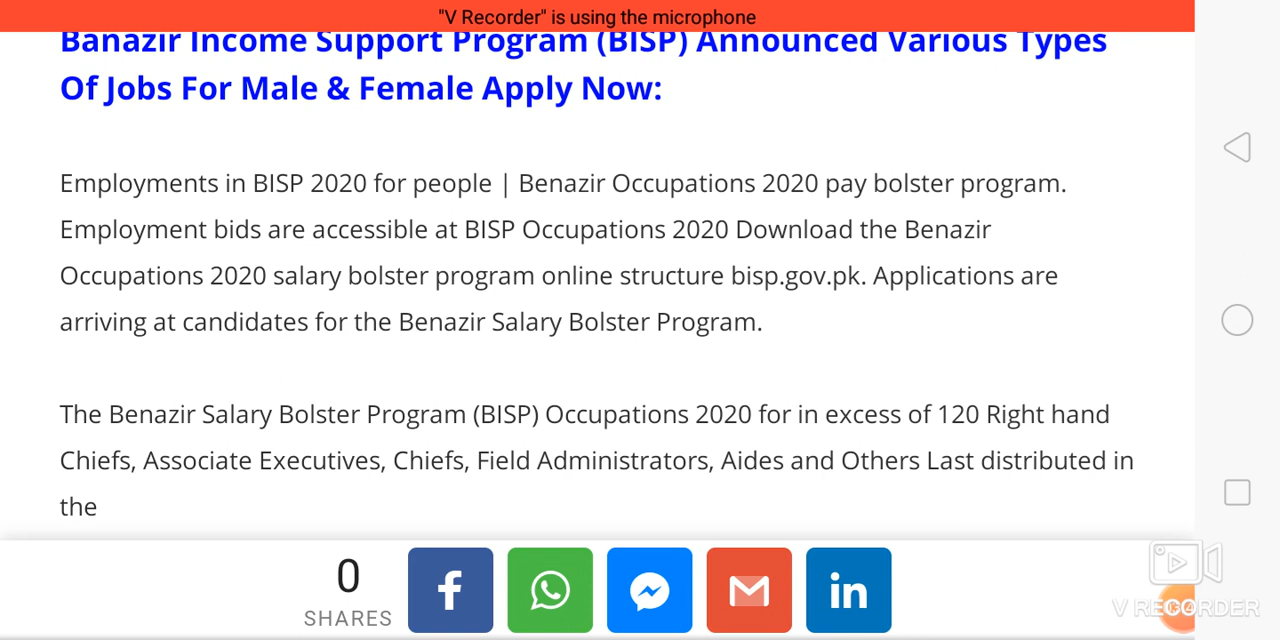 "V Recorder" is using the microphone
Banazir Income Support Program (BISP) Announced Various Types
Of Jobs For Male & Female Apply Now:
Employments in BISP 2020 for people | Benazir Occupations 2020 pay bolster program.
Employment bids are accessible at BISP Occupations 2020 Download the Benazir
Occupations 2020 salary bolster program online structure bisp.gov.pk. Applications are
arriving at candidates for the Benazir Salary Bolster Program.
The Benazir Salary Bolster Program (BISP) Occupations 2020 for in excess of 120 Right hand
Chiefs, Associate Executives, Chiefs, Field Administrators, Aides and Others Last distributed in
the
0
SHARES
f
in
V RECORDER